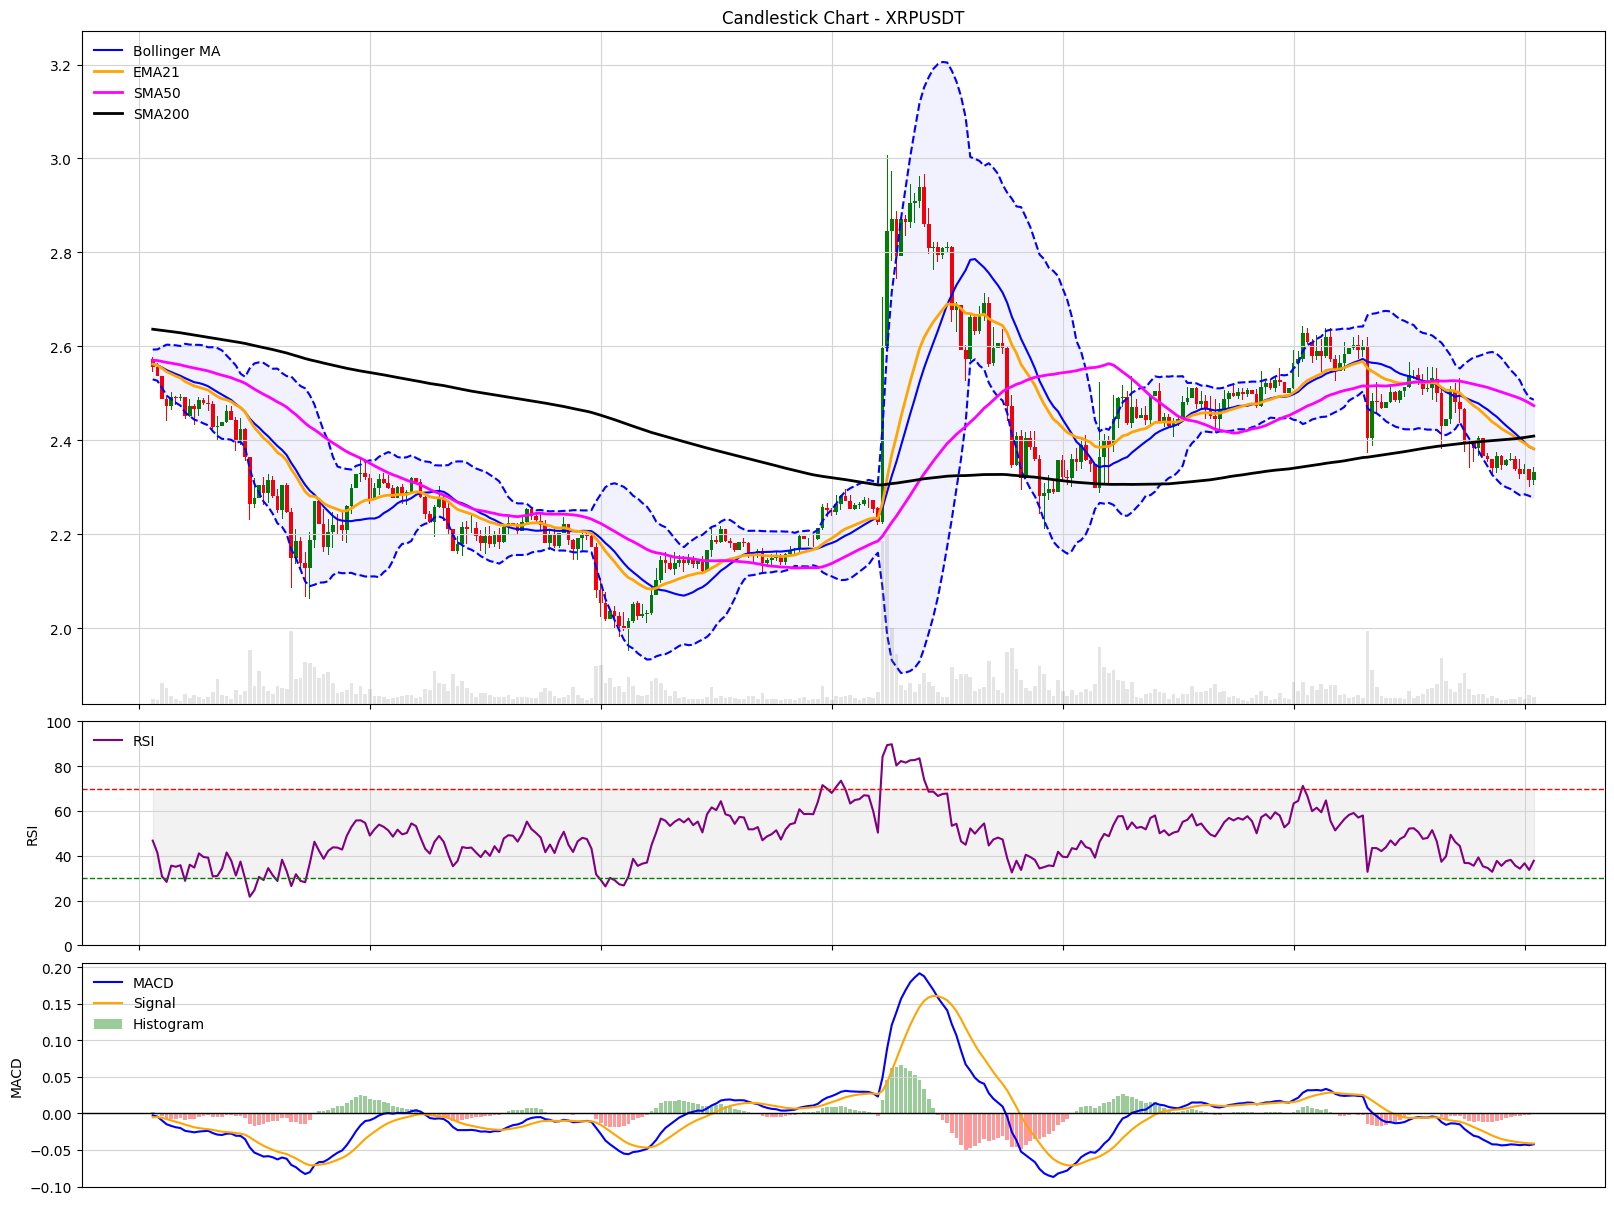 Candlestick Chart - XRPUSDT
Bollinger MA
EMA21
SMA50
SMA200
3.2
3.0
2.8
2.6
2.4
2.2
2.0
RSI
100
80
60
40
20
0
RSI
MACD
Signal
Histogram
0.20
0.15
0.10
0.05
0.00
−0.05
−0.10
MACD